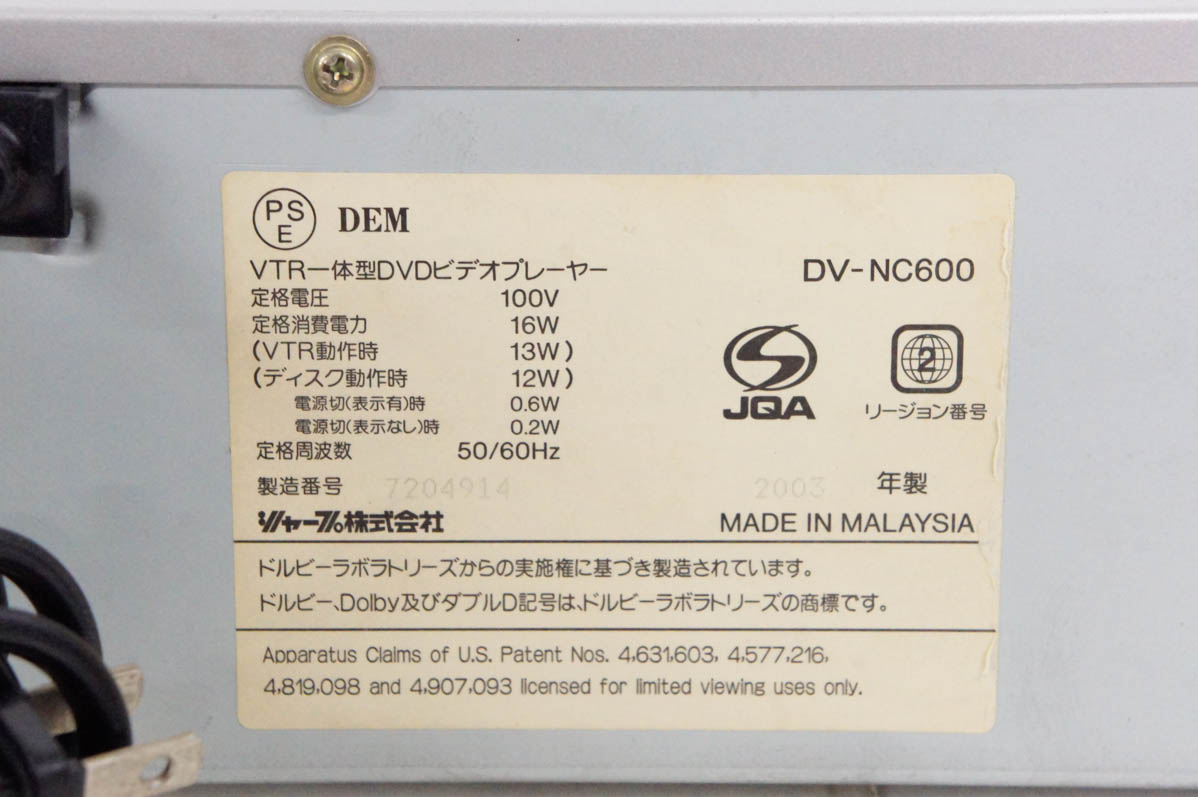 PSE DEM
VTR一体型DVDビデオプレーヤー DV-NC600
定格電圧 100V
定格消費電力 16W
(VTR動作時 13W)
(ディスク動作時 12W)
電源切(表示有)時 0.6W
電源切(表示なし)時 0.2W
定格周波数 50/60Hz
JQA
2
リージョン番号
製造番号 7204914 2003 年製
シャープ株式会社 MADE IN MALAYSIA
ドルビーラボラトリーズからの実施権に基づき製造されています。
ドルビー、Dolby及びダブルD記号は、ドルビーラボラトリーズの商標です。
Apparatus Claims of U.S. Patent Nos. 4,631,603, 4,577,216,
4,819,098 and 4,907,093 licensed for limited viewing uses only.